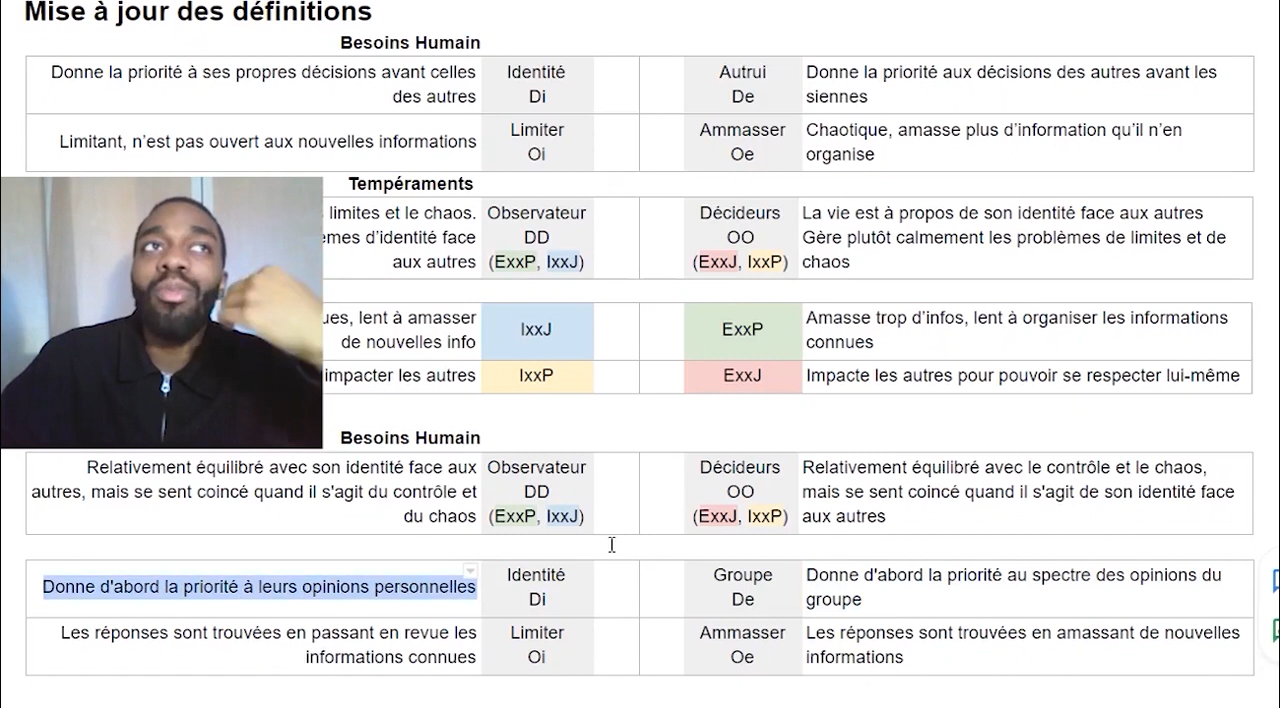 Mise à jour des définitions
Besoins Humain
Donne la priorité à ses propres décisions avant celles
des autres
Identité
Di
Autrui
De
Donne la priorité aux décisions des autres avant les
siennes
Limitant, n'est pas ouvert aux nouvelles informations
Limiter
Oi
Ammasser
Oe
Chaotique, amasse plus d'information qu'il n'en
organise
Tempéraments
limites et le chaos.
d'identité face
aux autres
Observateur
DD
(ExxP, IxxJ)
Décideurs
OO
(ExxJ, IxxP)
La vie est à propos de son identité face aux autres
Gère plutôt calmement les problèmes de limites et de
chaos
lent à amasser
de nouvelles info
IxxJ
ExxP
Amasse trop d'infos, lent à organiser les informations
connues
impacter les autres
IxxP
ExxJ
Impacte les autres pour pouvoir se respecter lui-même
Besoins Humain
Relativement équilibré avec son identité face aux
autres, mais se sent coincé quand il s'agit du contrôle et
du chaos
Observateur
DD
(ExxP, IxxJ)
Décideurs
OO
(ExxJ, IxxP)
Relativement équilibré avec le contrôle et le chaos,
mais se sent coincé quand il s'agit de son identité face
aux autres
Donne d'abord la priorité à leurs opinions personnelles
Identité
Di
Groupe
De
Donne d'abord la priorité au spectre des opinions du
groupe
Les réponses sont trouvées en passant en revue les
informations connues
Limiter
Oi
Ammasser
Oe
Les réponses sont trouvées en amassant de nouvelles
informations